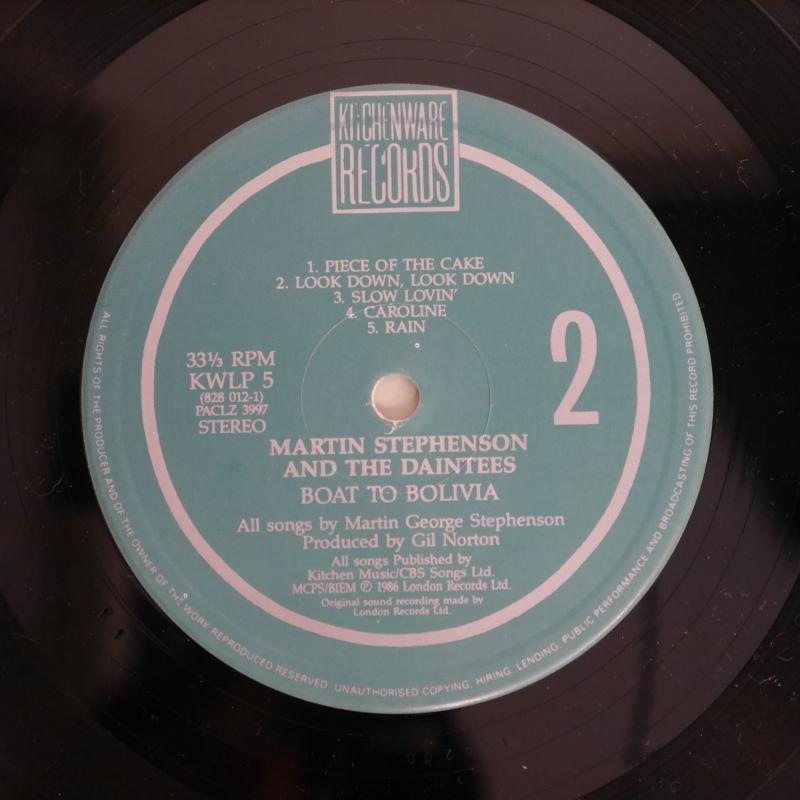 KITCHENWARE
RECORDS
1. PIECE OF THE CAKE
2. LOOK DOWN, LOOK DOWN
3. SLOW LOVIN'
4. CAROLINE
5. RAIN
33⅓ RPM
KWLP 5
(828 012-1)
PACLZ 3997
STEREO
2
MARTIN STEPHENSON
AND THE DAINTEES
BOAT TO BOLIVIA
All songs by Martin George Stephenson
Produced by Gil Norton
All songs Published by
Kitchen Music/CBS Songs Ltd.
MCPS/BIEM ℗ 1986 London Records Ltd.
Original sound recording made by
London Records Ltd.
ALL RIGHTS OF THE PRODUCER AND OF THE OWNER OF THE WORK REPRODUCED RESERVED. UNAUTHORISED COPYING, HIRING, LENDING, PUBLIC PERFORMANCE AND BROADCASTING OF THIS RECORD PROHIBITED